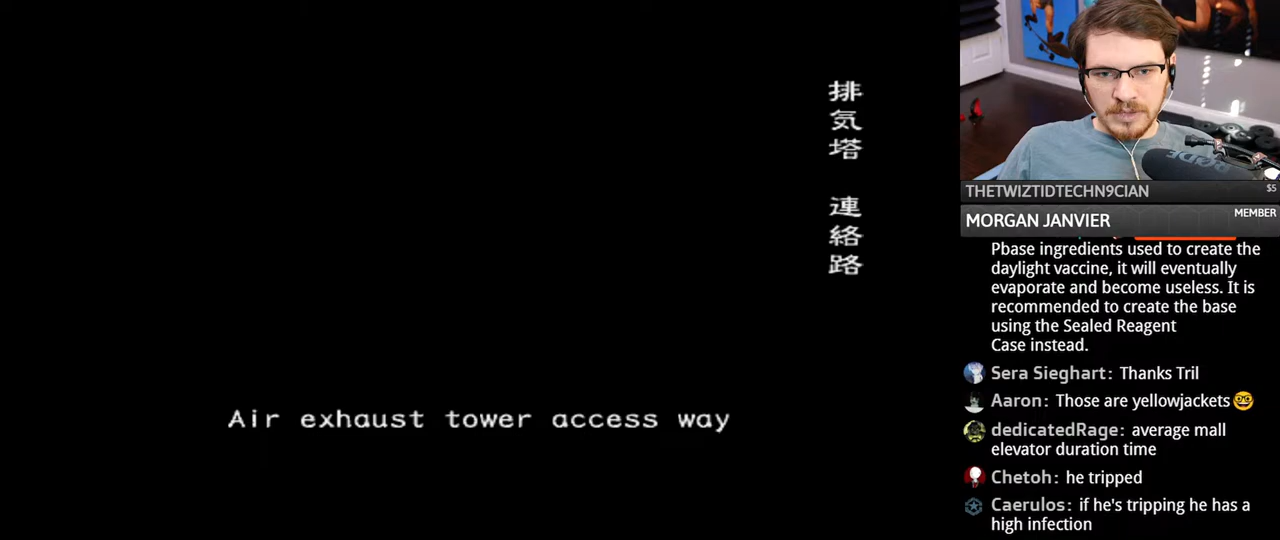 排気塔 連絡路
Air exhaust tower access way
RODE
THETWIZTIDTECHN9CIAN
$5
MORGAN JANVIER
MEMBER
Pbase ingredients used to create the
daylight vaccine, it will eventually
evaporate and become useless. It is
recommended to create the base
using the Sealed Reagent
Case instead.
Sera Sieghart: Thanks Tril
Aaron: Those are yellowjackets🤓
dedicatedRage: average mall
elevator duration time
Chetoh: he tripped
Caerulos: if he's tripping he has a
high infection